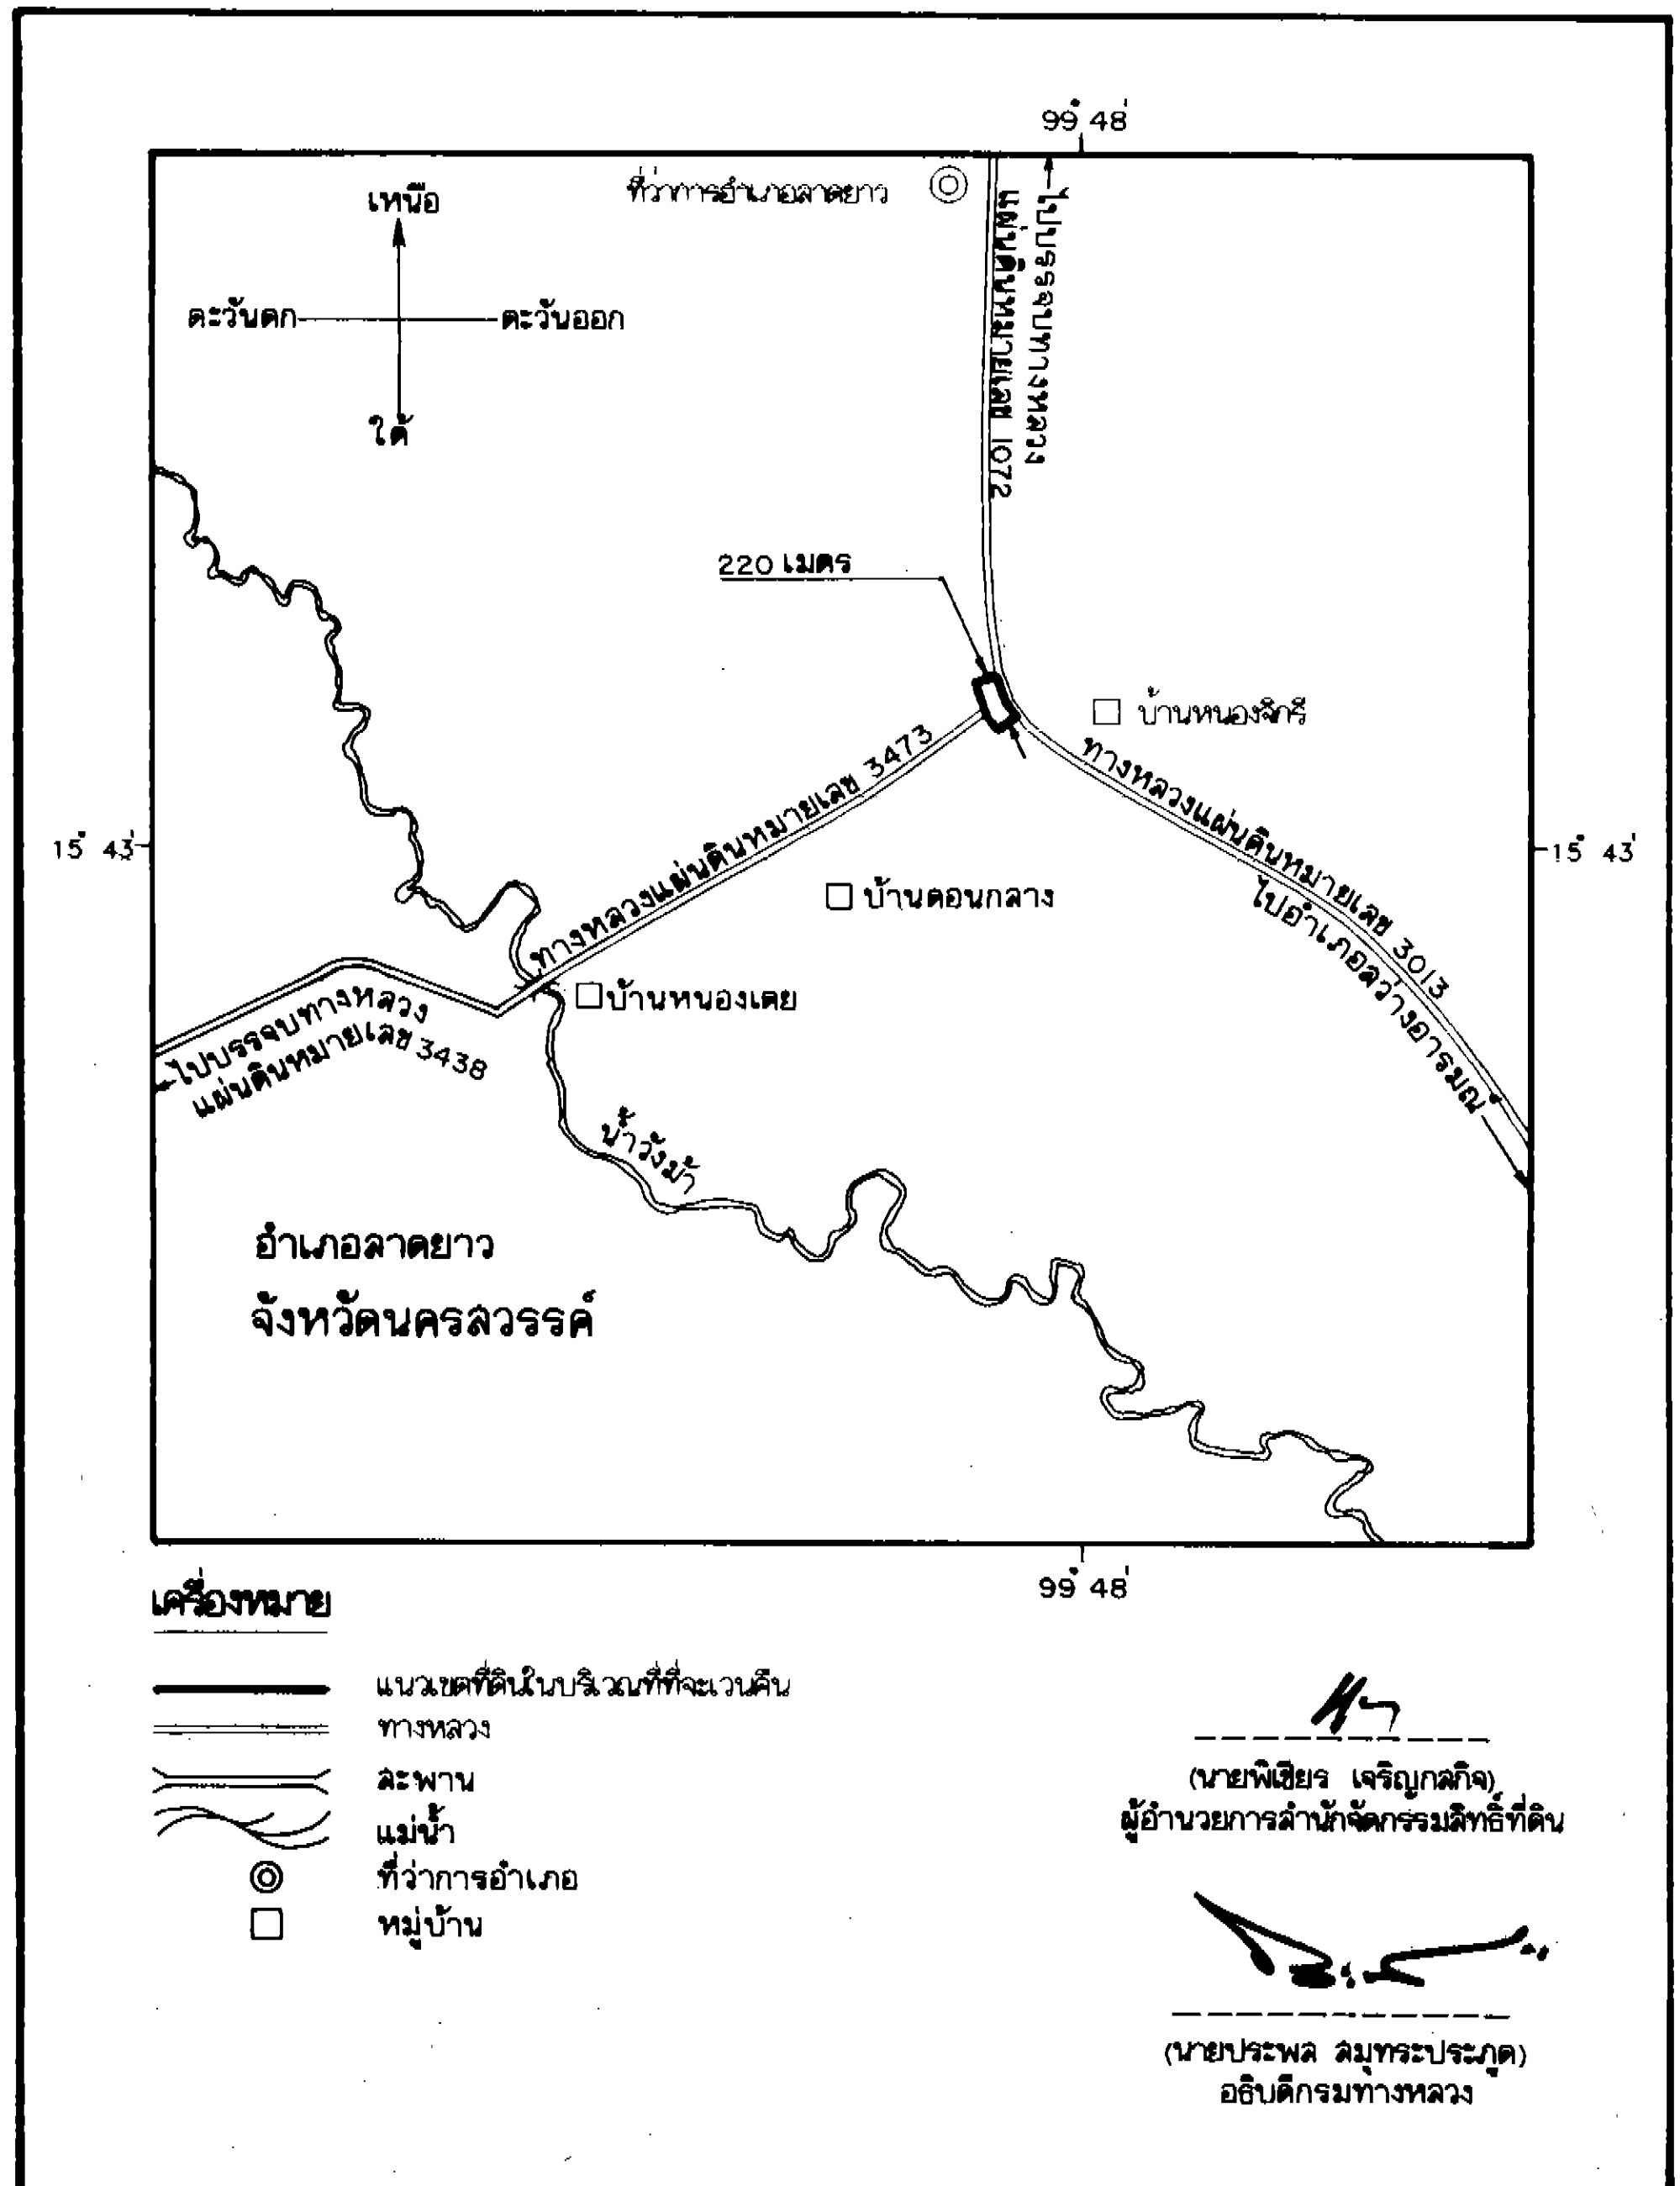 99° 48'
ที่ว่าการอำเภอลาดยาว
เหนือ
ตะวันตก
ตะวันออก
ใต้
ไปบรรจบทางหลวง
แผ่นดินหมายเลข 1072
220 เมตร
บ้านหนองจิกรี
ทางหลวงแผ่นดินหมายเลข 3473
ทางหลวงแผ่นดินหมายเลข 3013
ไปอำเภอสว่างอารมณ์
15° 43'
15° 43'
บ้านดอนกลาง
บ้านหนองเตย
ไปบรรจบทางหลวง
แผ่นดินหมายเลข 3438
น้ำวังม้า
อำเภอลาดยาว
จังหวัดนครสวรรค์
99° 48'
เครื่องหมาย
แนวเขตที่ดินในบริเวณที่ที่จะเวนคืน
ทางหลวง
สะพาน
แม่น้ำ
ที่ว่าการอำเภอ
หมู่บ้าน
(นายพิเชียร เจริญกลกิจ)
ผู้อำนวยการสำนักจัดกรรมสิทธิ์ที่ดิน
(นายประพล สมุทระประภูต)
อธิบดีกรมทางหลวง